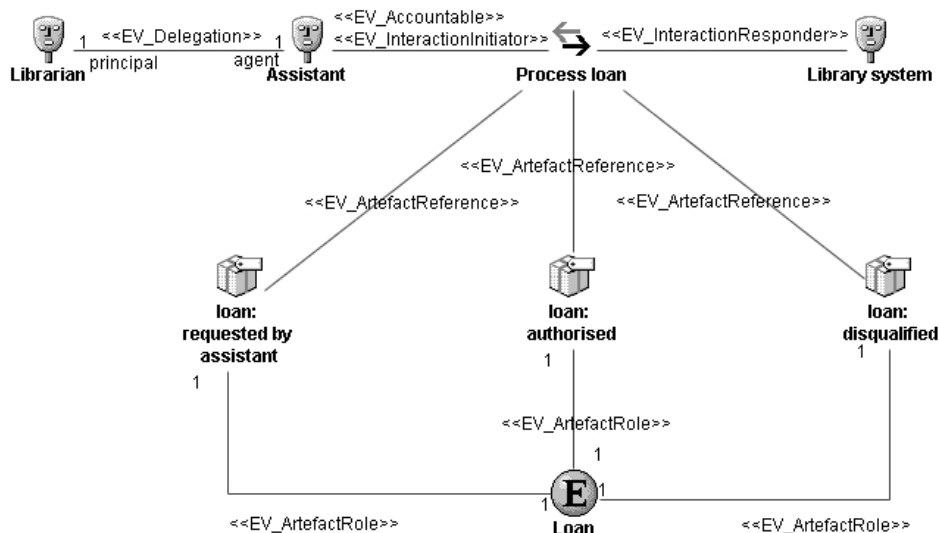 <<EV_Accountable>>
1 <<EV_Delegation>> 1 <<EV_InteractionInitiator>> <<EV_InteractionResponder>>
principal agent
Librarian Assistant Process loan Library system
<<EV_ArtefactReference>>
<<EV_ArtefactReference>> <<EV_ArtefactReference>>
loan: loan: loan:
requested by authorised disqualified
assistant 1 1
1
<<EV_ArtefactRole>>
1
E 1
1
Loan
<<EV_ArtefactRole>> <<EV_ArtefactRole>>